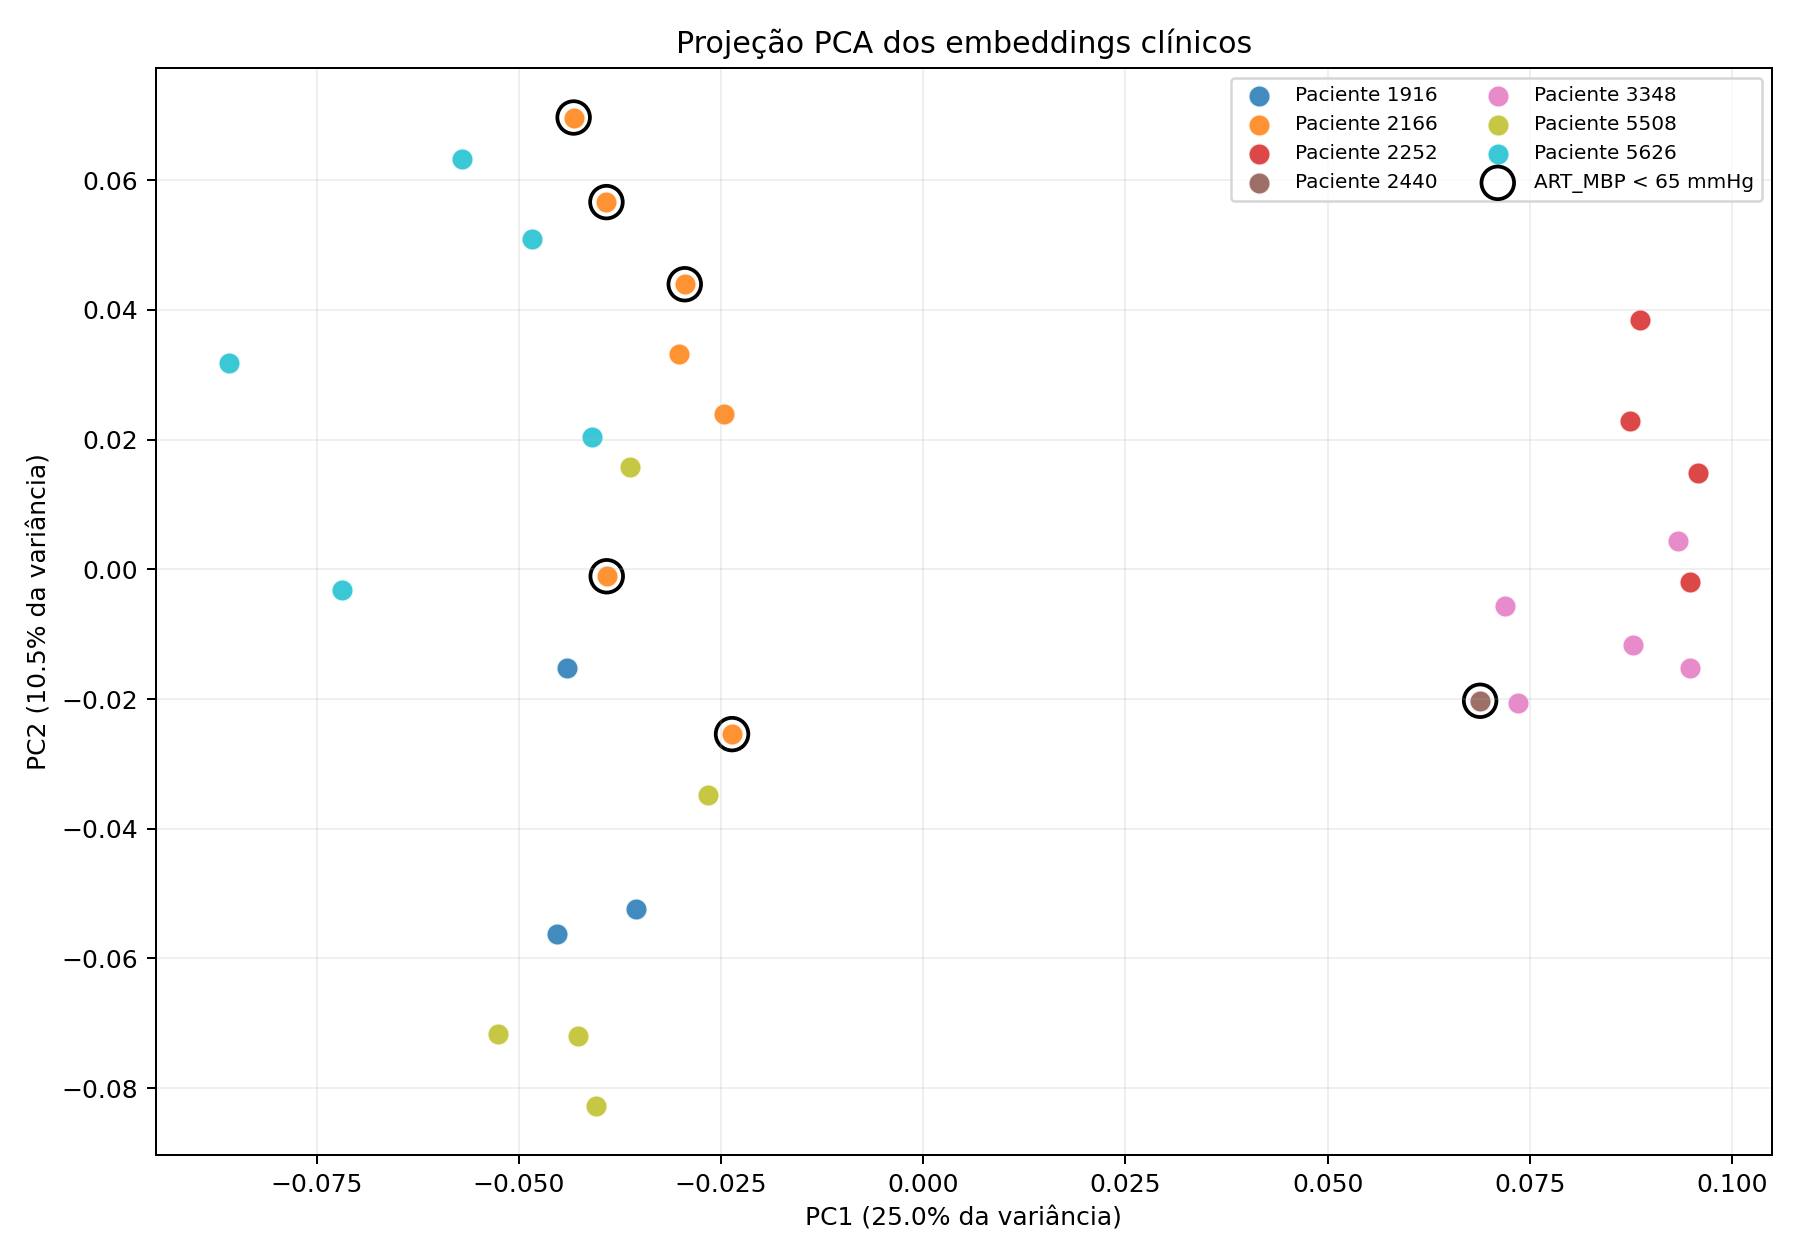 Projeção PCA dos embeddings clínicos
Paciente 1916
Paciente 2166
Paciente 2252
Paciente 2440
Paciente 3348
Paciente 5508
Paciente 5626
ART_MBP < 65 mmHg
PC2 (10.5% da variância)
0.06
0.04
0.02
0.00
−0.02
−0.04
−0.06
−0.08
−0.075
−0.050
−0.025
0.000
0.025
0.050
0.075
0.100
PC1 (25.0% da variância)